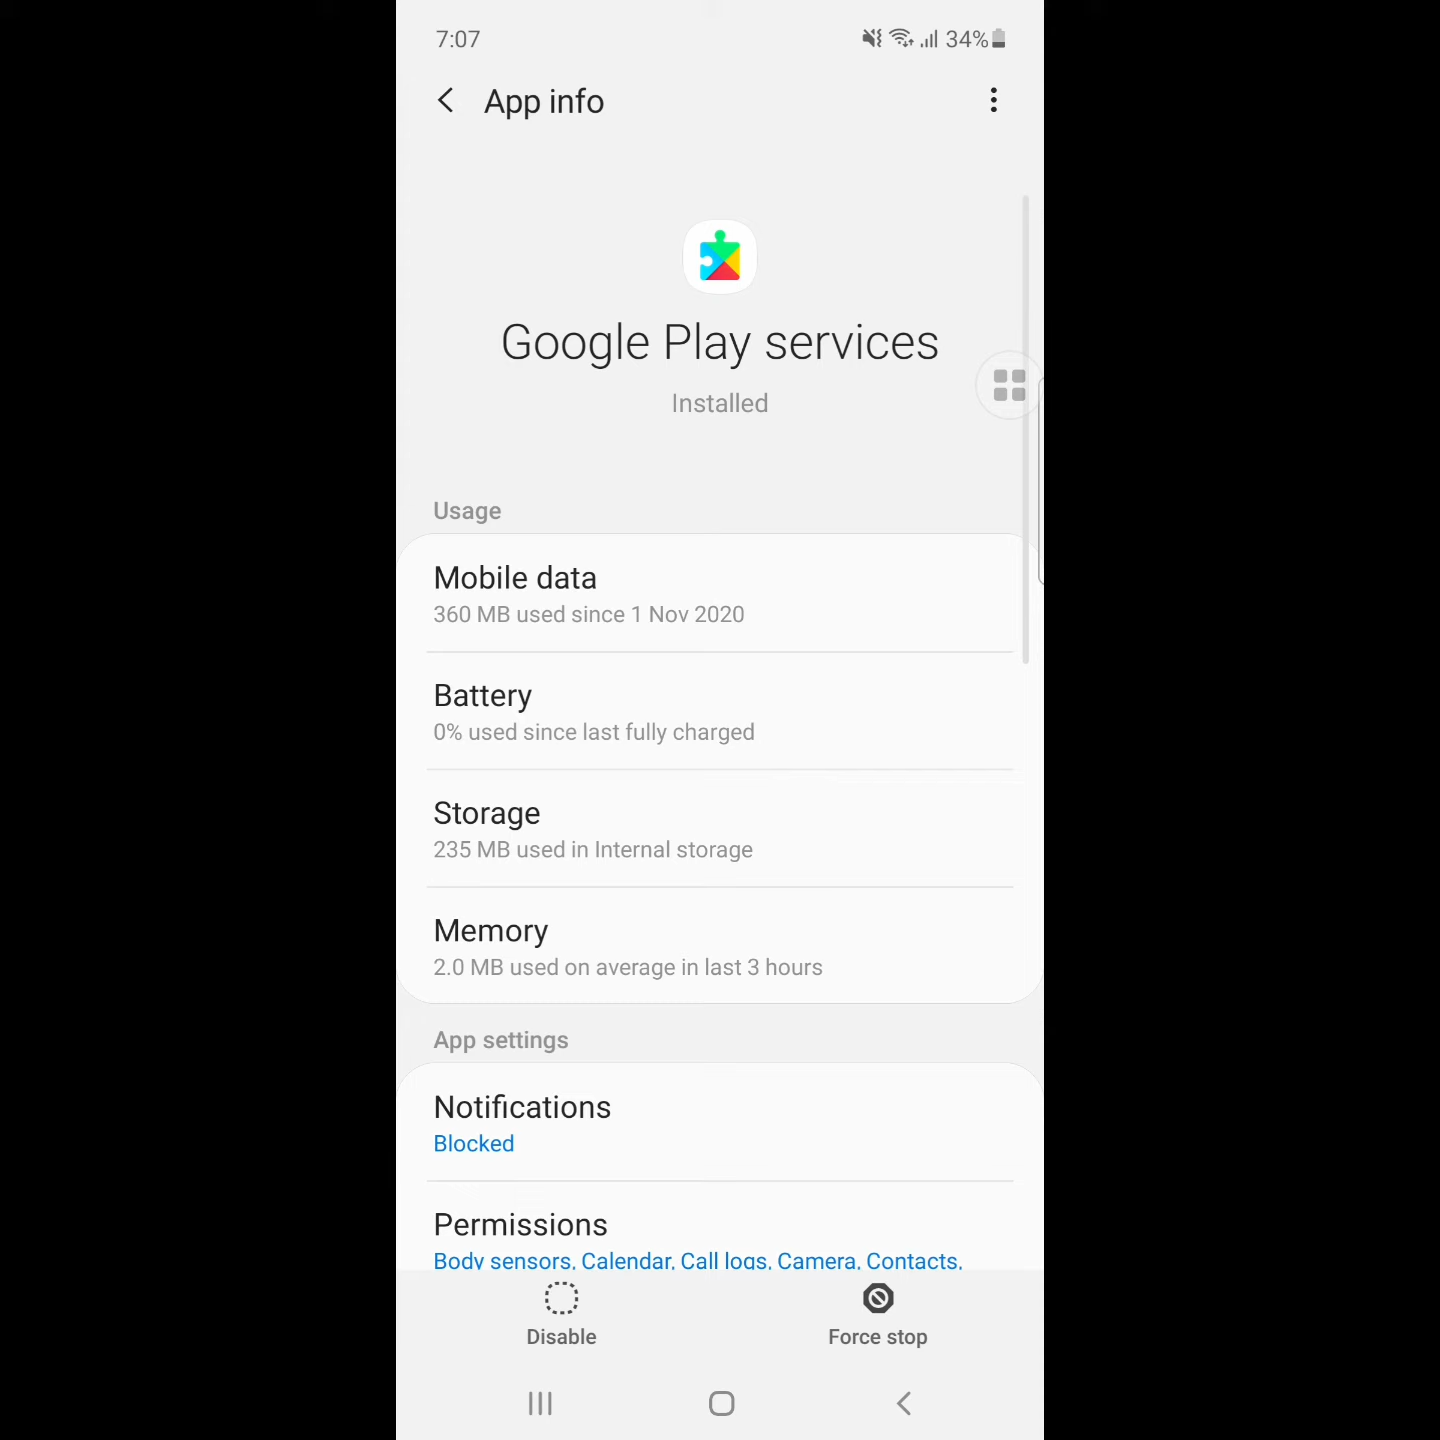 7:07
34%
App info
Google Play services
Installed
Usage
Mobile data
360 MB used since 1 Nov 2020
Battery
0% used since last fully charged
Storage
235 MB used in Internal storage
Memory
2.0 MB used on average in last 3 hours
App settings
Notifications
Blocked
Permissions
Body sensors, Calendar, Call logs, Camera, Contacts,
Disable
Force stop